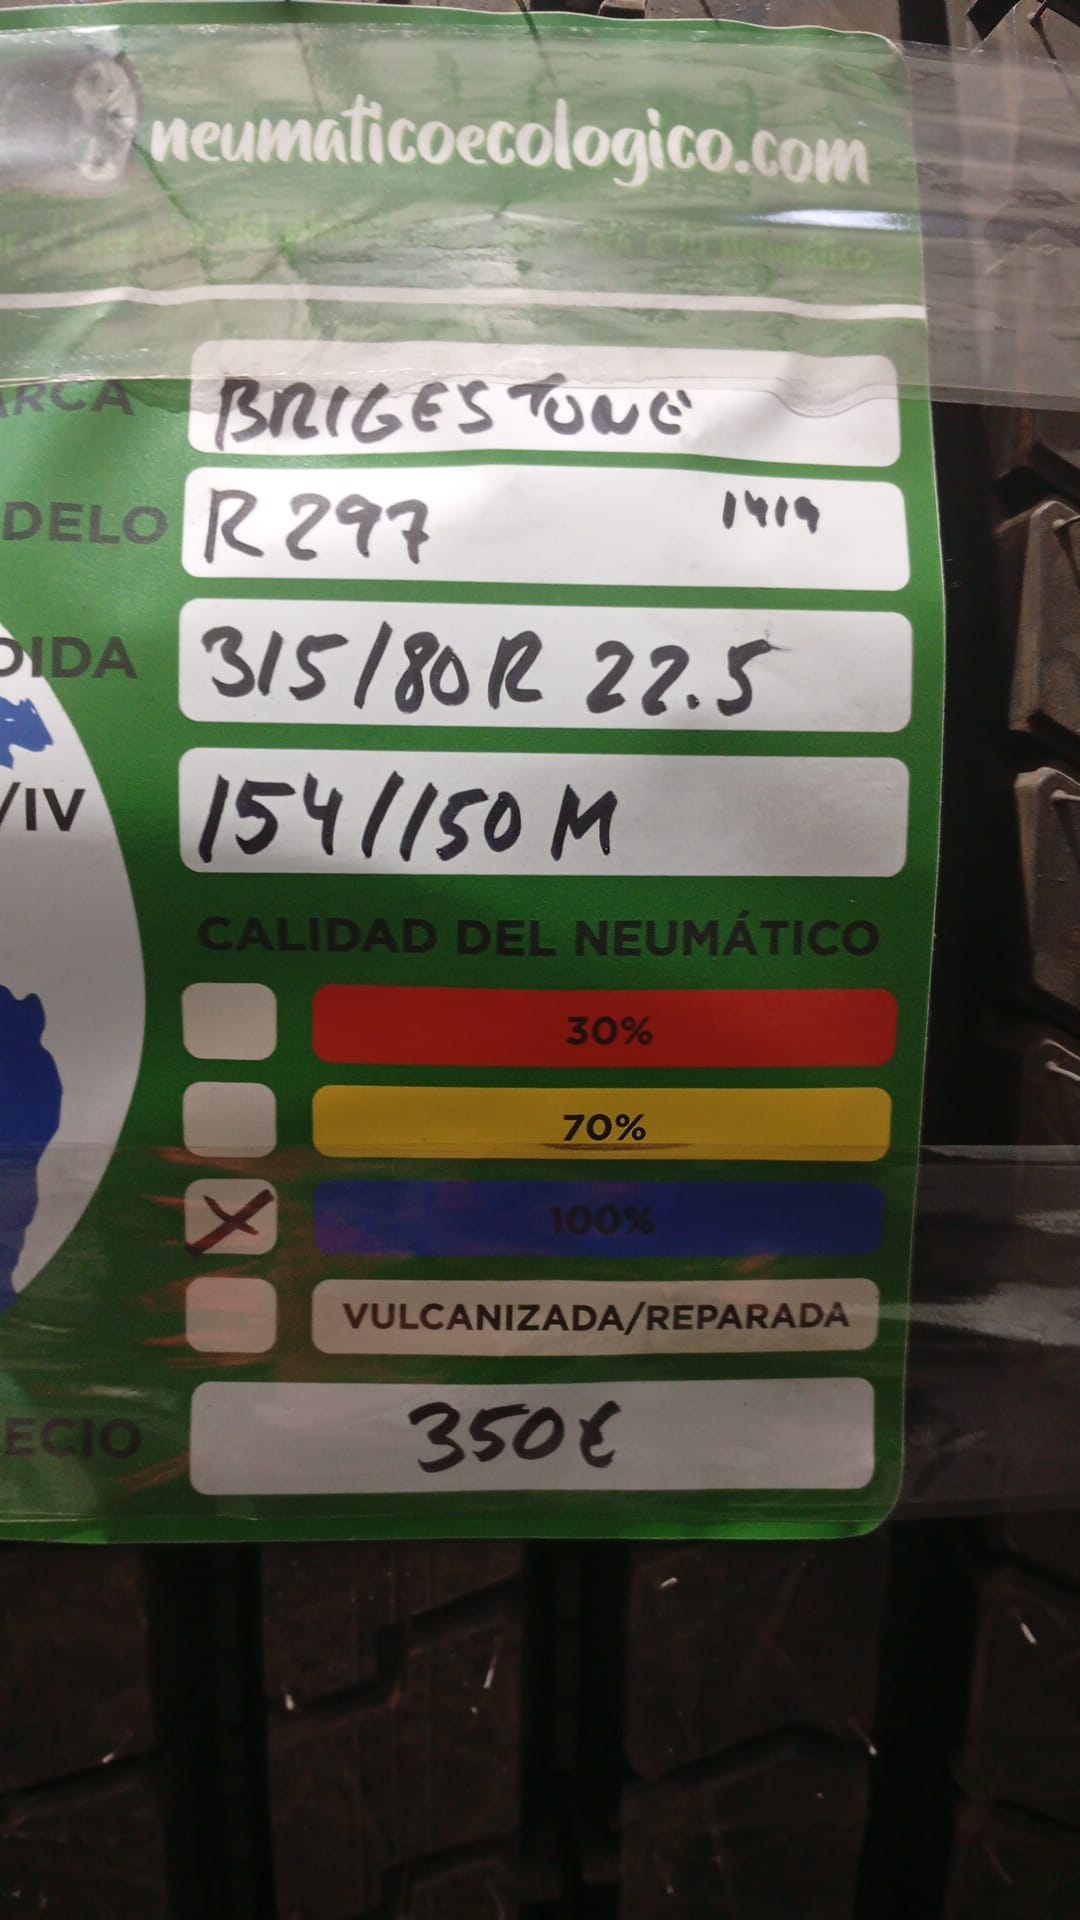 neumaticoecologico.com
ARCA BRIGESTONE
DELO R297 1419
DIDA 315/80R 22.5
/IV 154/150 M
CALIDAD DEL NEUMÁTICO
30%
70%
X 100%
VULCANIZADA/REPARADA
ECIO 350€